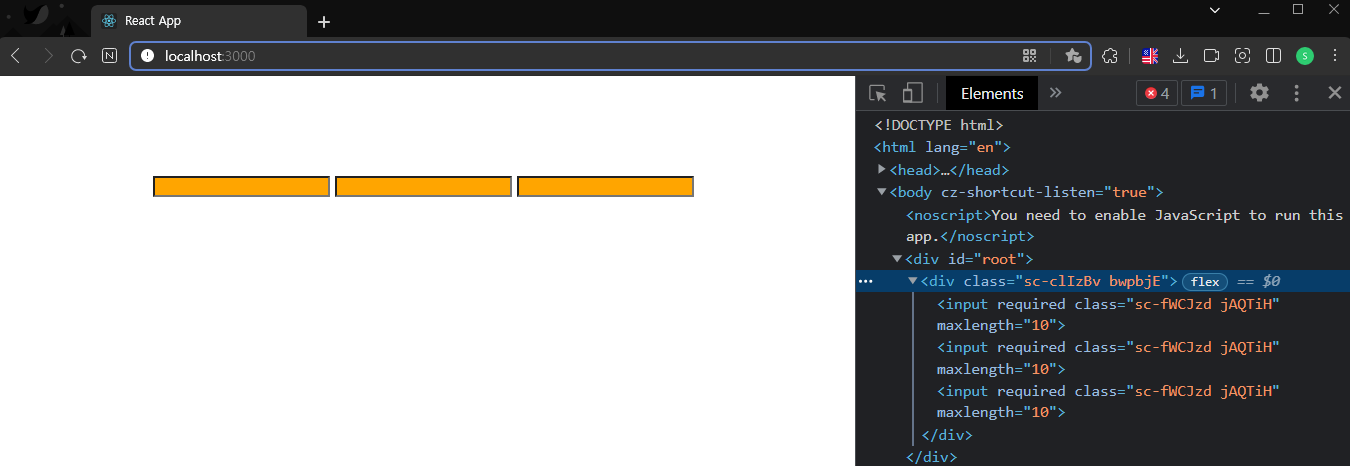 React App
localhost:3000
Elements
4
1
<!DOCTYPE html>
<html lang="en">
<head>…</head>
<body cz-shortcut-listen="true">
<noscript>You need to enable JavaScript to run this
app.</noscript>
<div id="root">
<div class="sc-clIzBv bwpbjE"> flex == $0
<input required class="sc-fWCJzd jAQTiH"
maxlength="10">
<input required class="sc-fWCJzd jAQTiH"
maxlength="10">
<input required class="sc-fWCJzd jAQTiH"
maxlength="10">
</div>
</div>